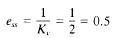 e_ss = 1/K_v = 1/2 = 0.5